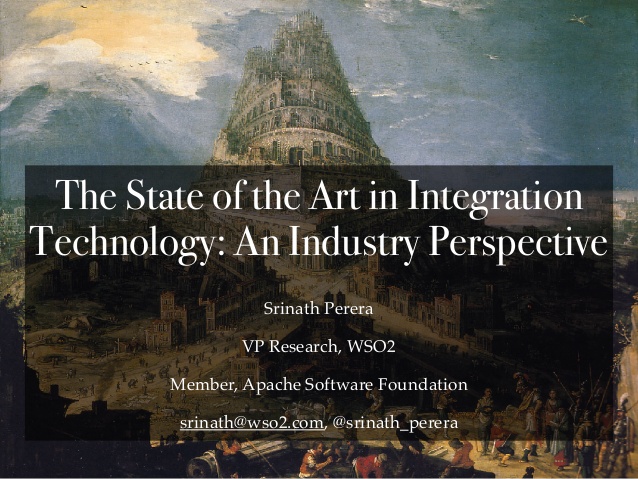 The State of the Art in Integration
Technology: An Industry Perspective
Srinath Perera
VP Research, WSO2
Member, Apache Software Foundation
srinath@wso2.com, @srinath_perera